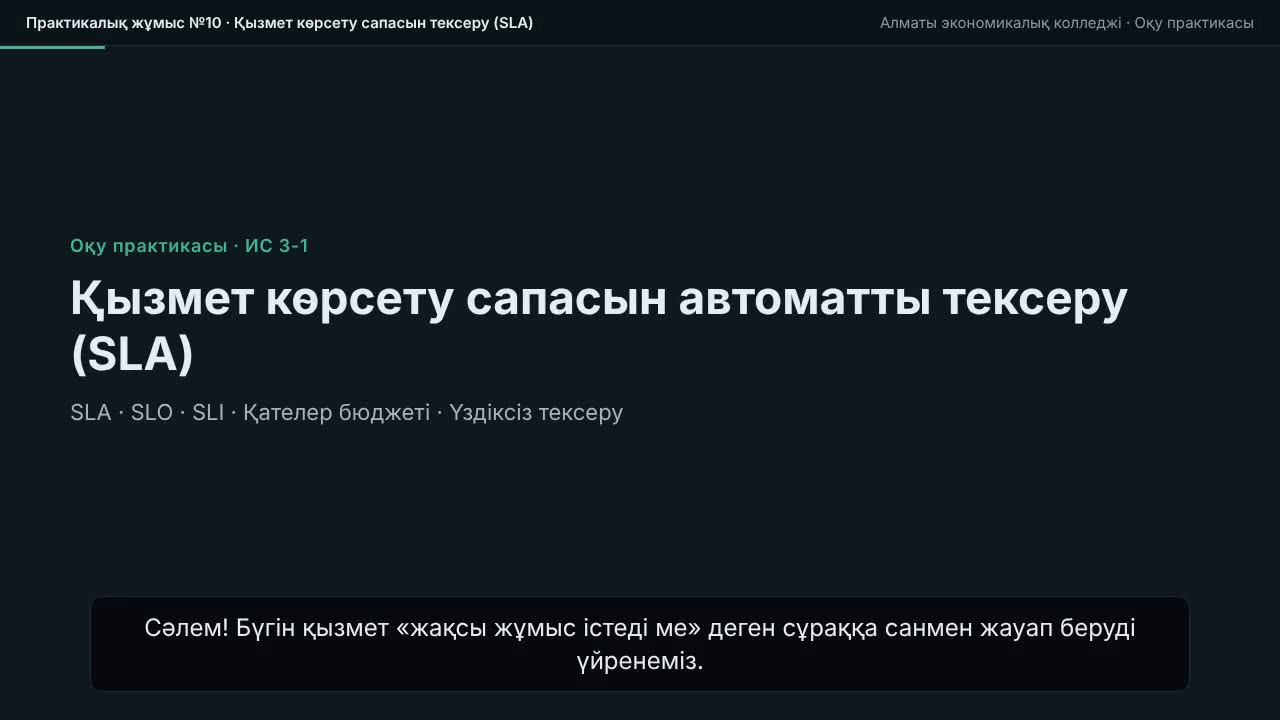 Практикалық жұмыс №10 · Қызмет көрсету сапасын тексеру (SLA)
Алматы экономикалық колледжі · Оқу практикасы
Оқу практикасы · ИС 3-1
Қызмет көрсету сапасын автоматты тексеру
(SLA)
SLA · SLO · SLI · Қателер бюджеті · Үздіксіз тексеру
Сәлем! Бүгін қызмет «жақсы жұмыс істеді ме» деген сұраққа санмен жауап беруді
үйренеміз.